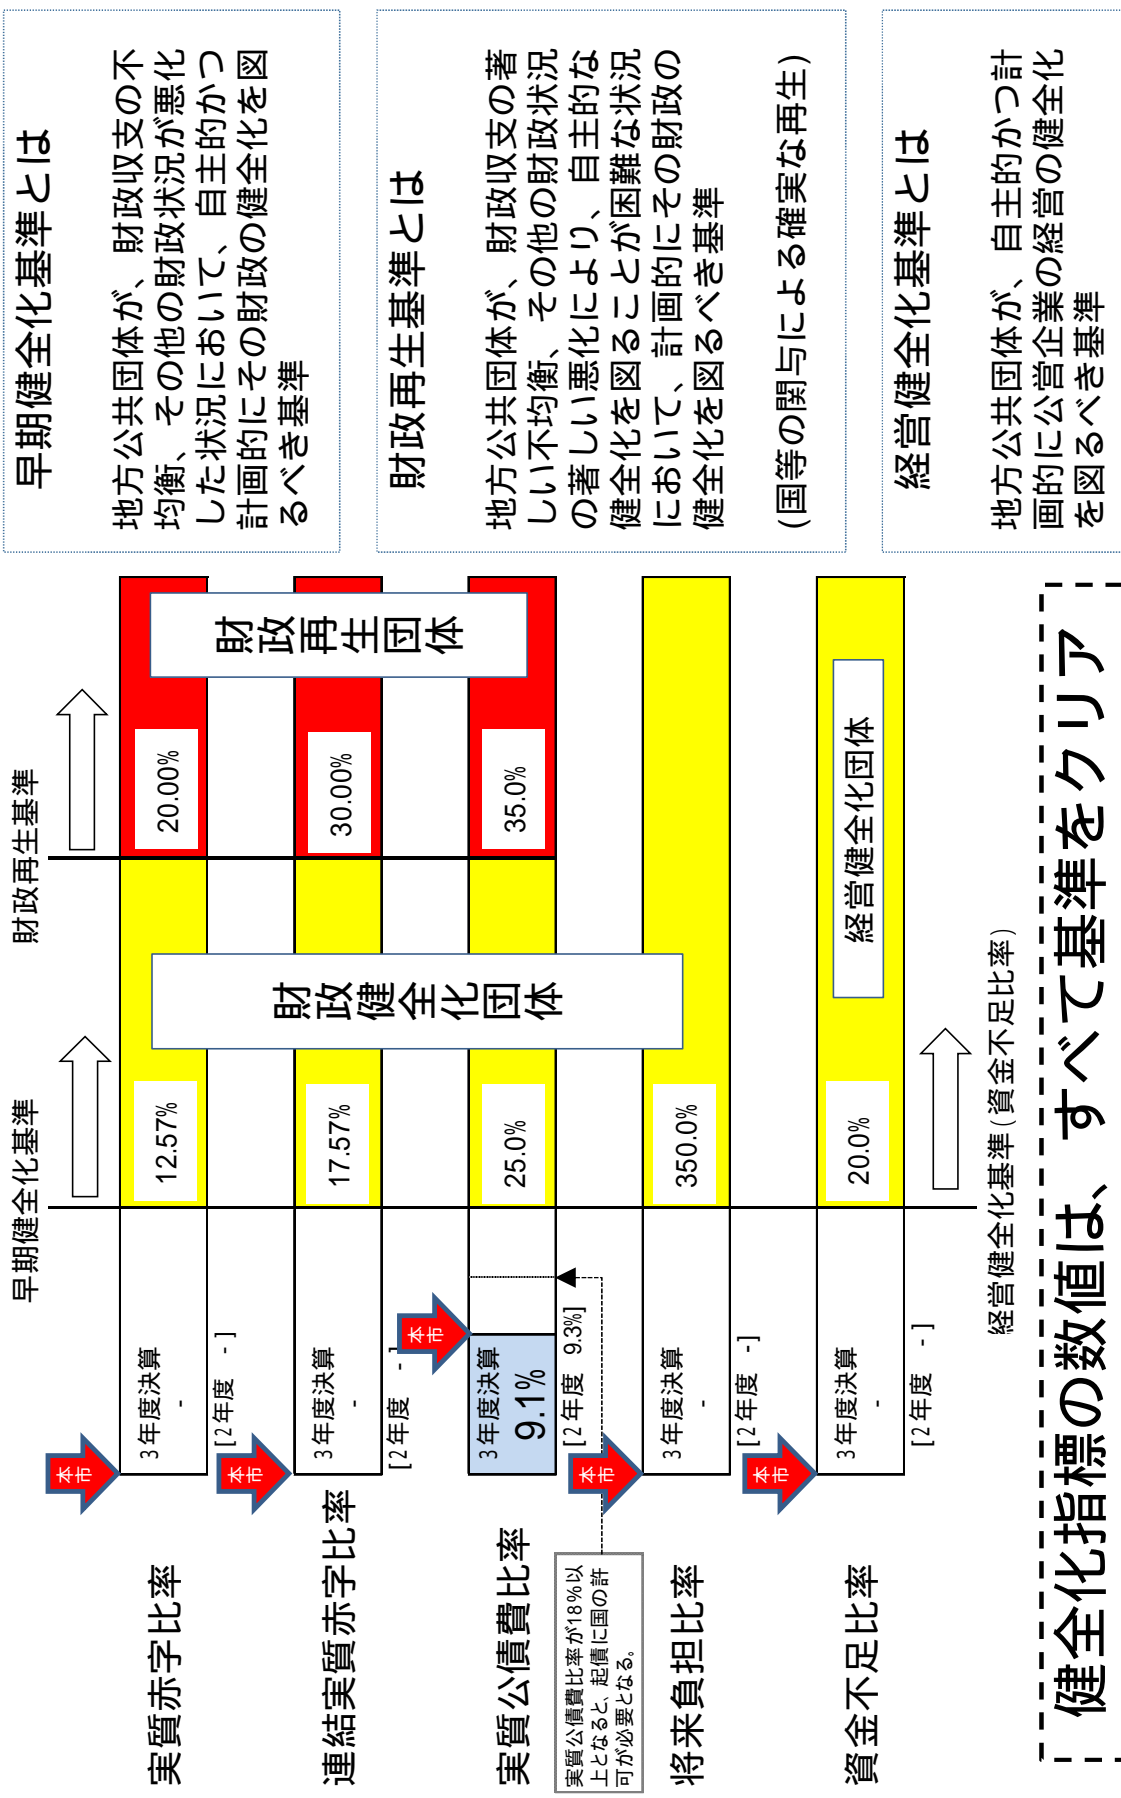 早期健全化基準
財政再生基準
実質赤字比率
本市
3年度決算
-
[2年度 -]
12.57%
20.00%
連結実質赤字比率
本市
3年度決算
-
[2年度 -]
17.57%
30.00%
実質公債費比率
本市
3年度決算
9.1%
[2年度 9.3%]
25.0%
35.0%
実質公債費比率が18%以
上となると、起債に国の許
可が必要となる。
将来負担比率
本市
3年度決算
-
[2年度 -]
350.0%
資金不足比率
本市
3年度決算
-
[2年度 -]
20.0%
財政健全化団体
財政再生団体
経営健全化団体
経営健全化基準(資金不足比率)
健全化指標の数値は、すべて基準をクリア
早期健全化基準とは
地方公共団体が、財政収支の不
均衡、その他の財政状況が悪化
した状況において、自主的かつ
計画的にその財政の健全化を図
るべき基準
財政再生基準とは
地方公共団体が、財政収支の著
しい不均衡、その他の財政状況
の著しい悪化により、自主的な
健全化を図ることが困難な状況
において、計画的にその財政の
健全化を図るべき基準
(国等の関与による確実な再生)
経営健全化基準とは
地方公共団体が、自主的かつ計
画的に公営企業の経営の健全化
を図るべき基準